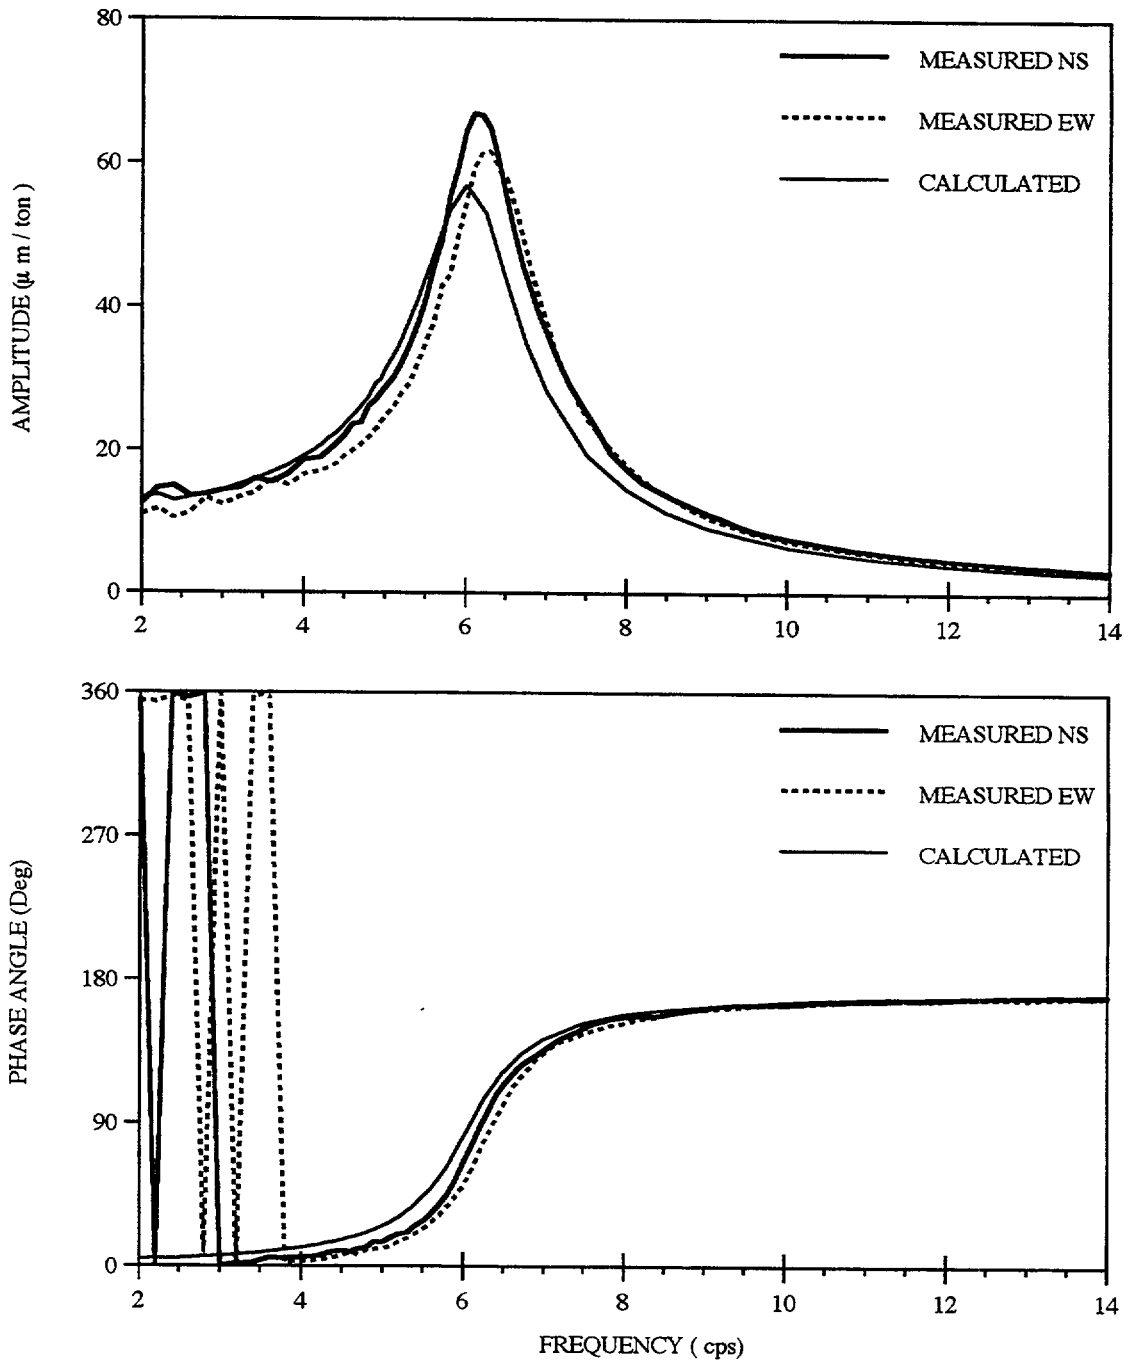 80
60
40
20
0
AMPLITUDE (μ m / ton )
MEASURED NS
MEASURED EW
CALCULATED
2 4 6 8 10 12 14
360
270
180
90
0
PHASE ANGLE (Deg)
MEASURED NS
MEASURED EW
CALCULATED
2 4 6 8 10 12 14
FREQUENCY ( cps)